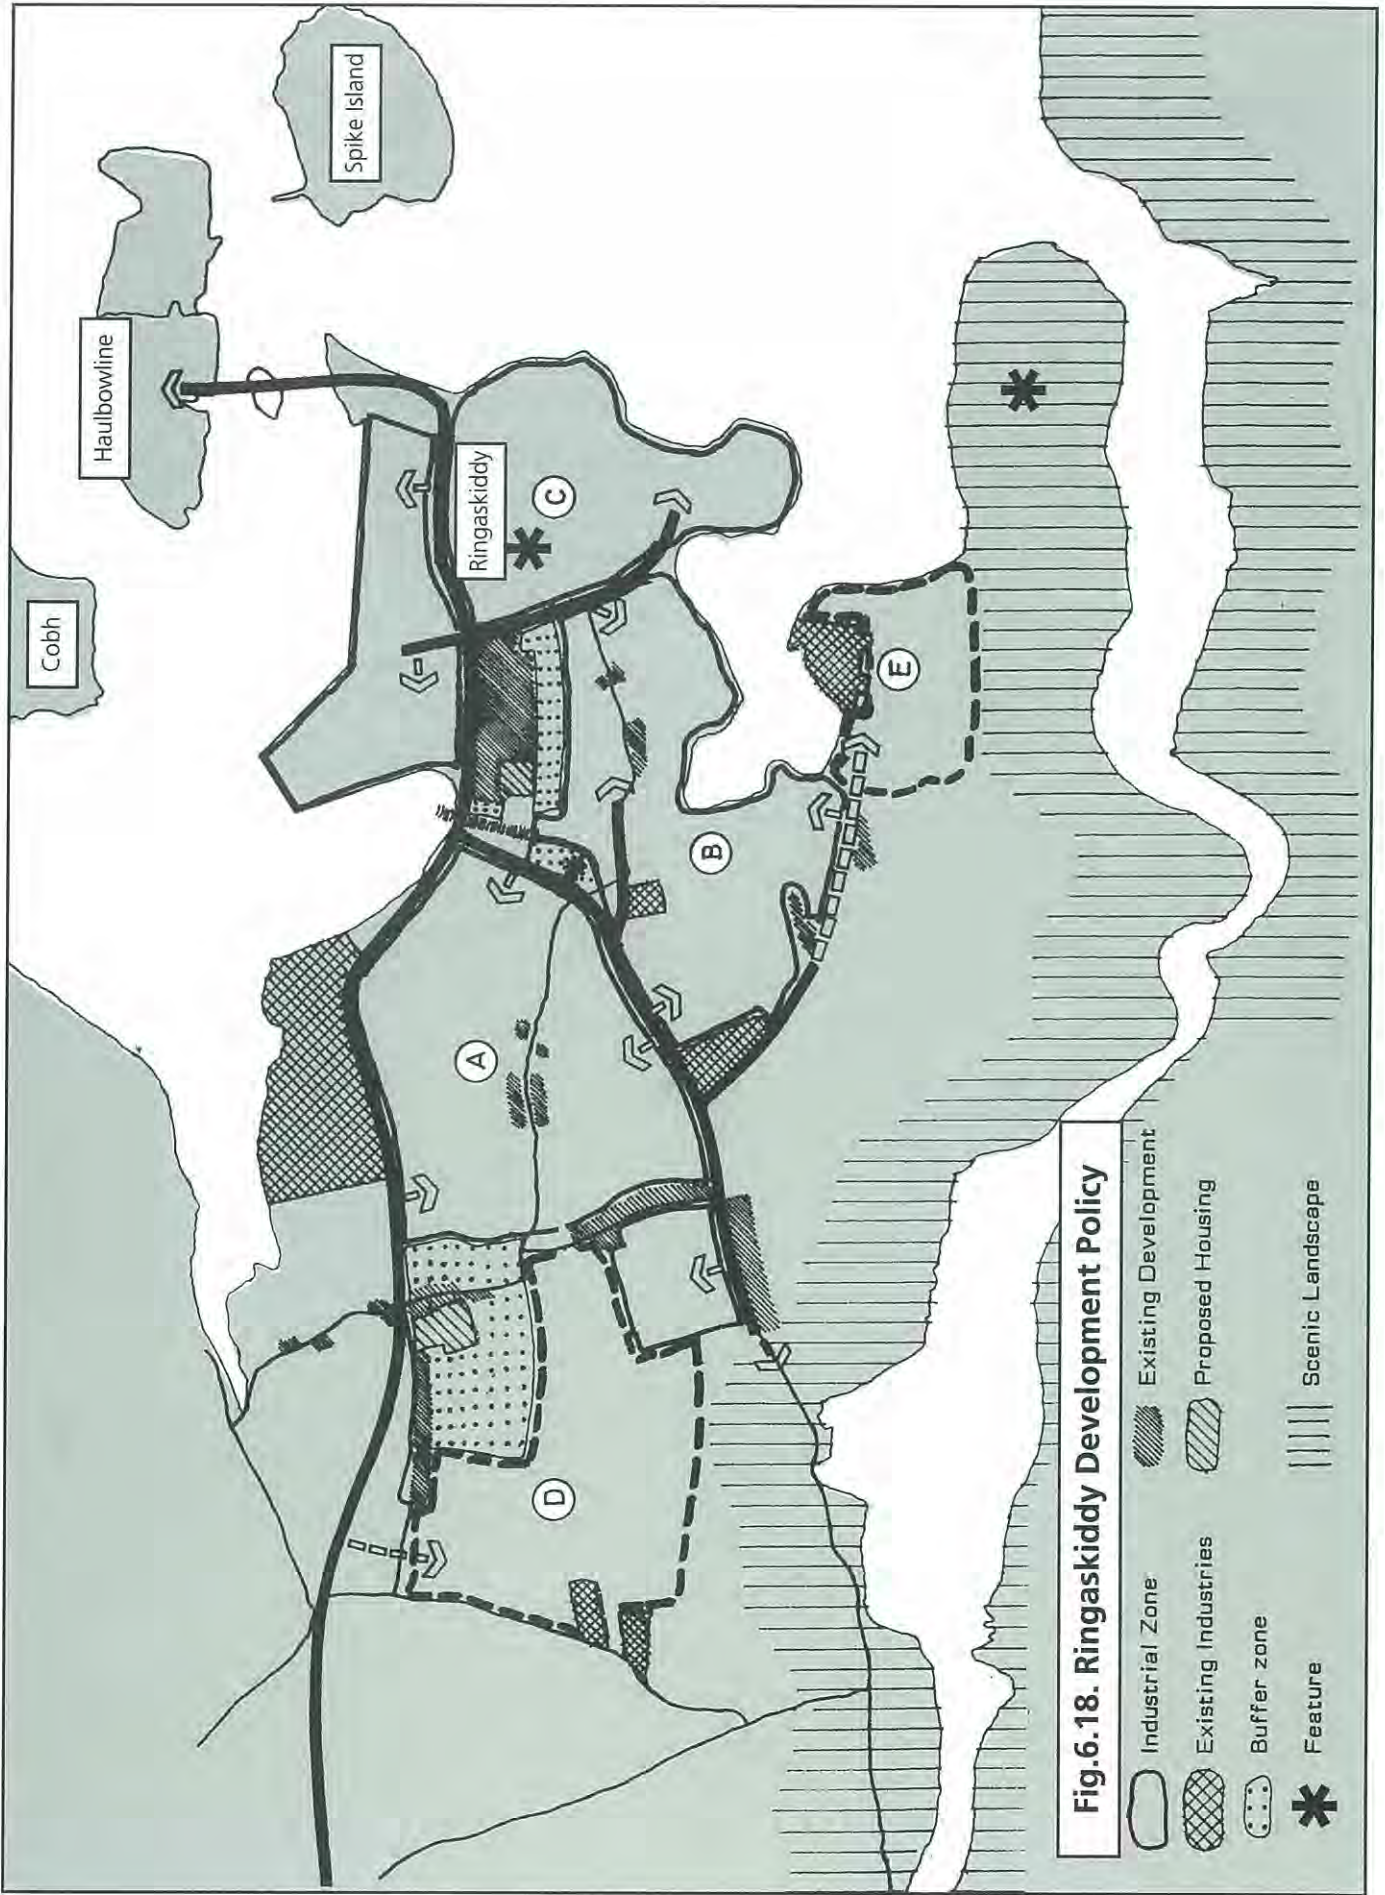 Cobh
Haulbowline
Spike Island
Ringaskiddy
A
B
C
D
E
Fig.6.18. Ringaskiddy Development Policy
Industrial Zone
Existing Development
Existing Industries
Proposed Housing
Buffer zone
Feature
Scenic Landscape